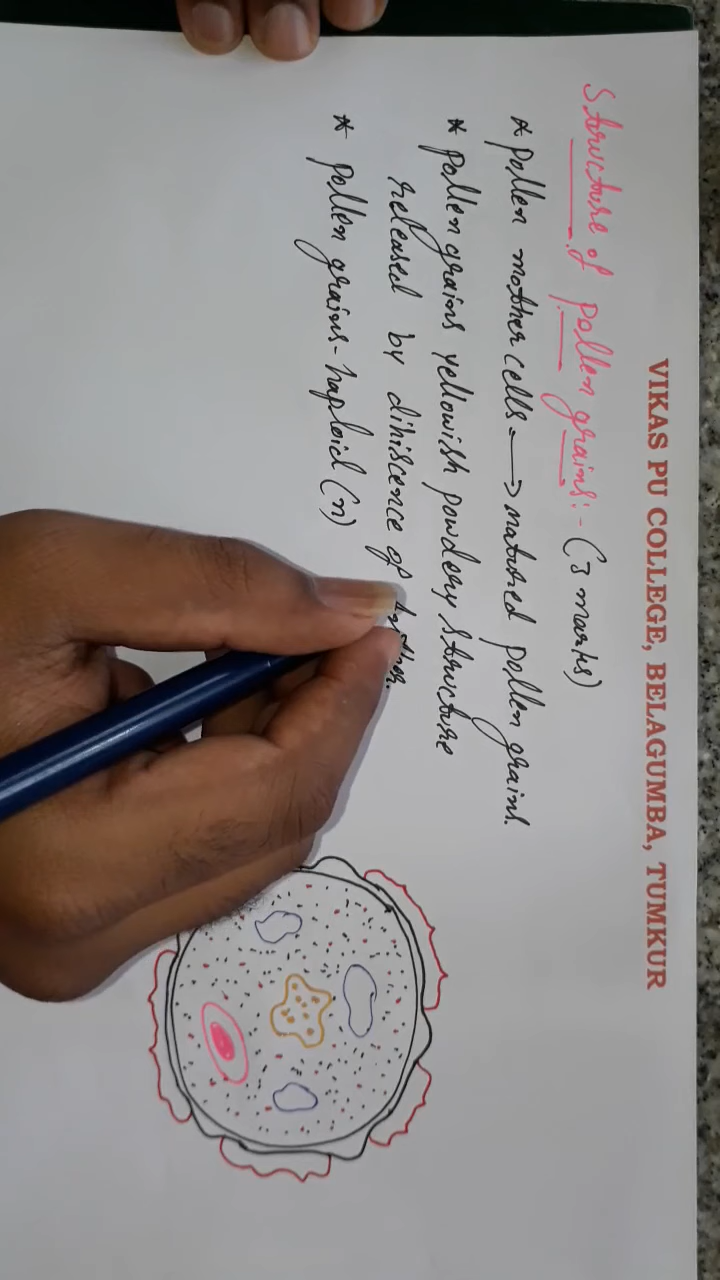 VIKAS PU COLLEGE, BELAGUMBA, TUMKUR
Structure of pollen grains:- (3 marks)
* Pollen mother cells → matured pollen grains.
* Pollen grains yellowish powdery structure
released by dihiscence of
* Pollen grains - haploid (n)